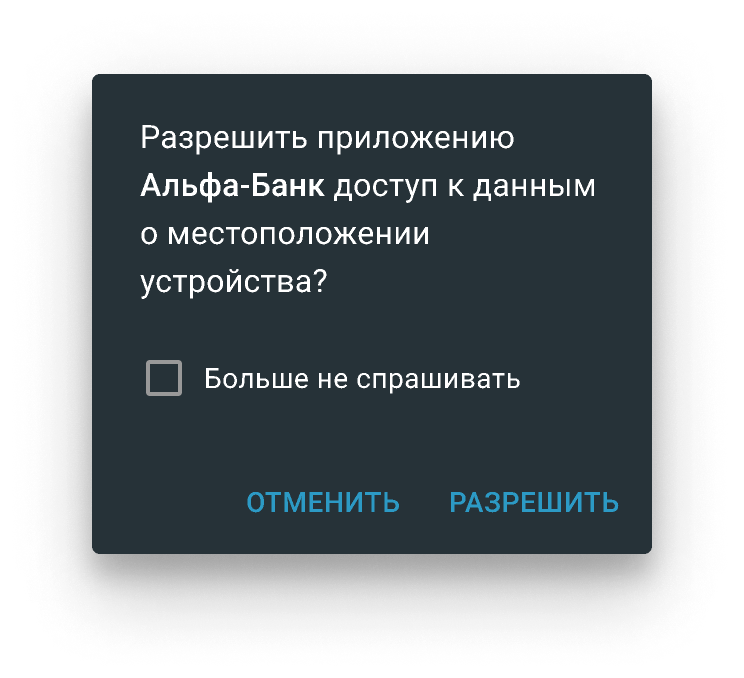 Разрешить приложению
Альфа-Банк доступ к данным
о местоположении
устройства?
Больше не спрашивать
ОТМЕНИТЬ РАЗРЕШИТЬ